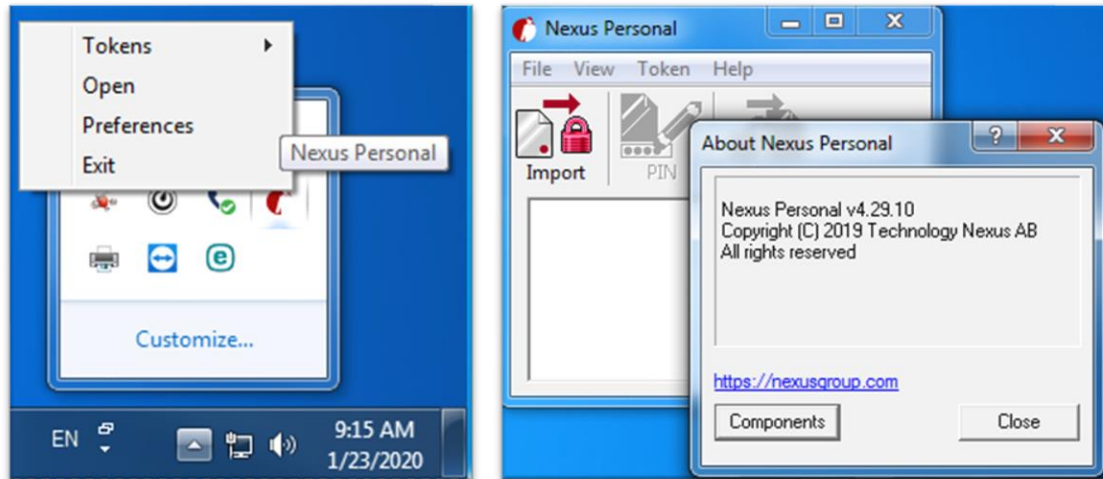 Tokens
Open
Preferences
Exit
Nexus Personal
Customize...
EN
9:15 AM
1/23/2020
Nexus Personal
File View Token Help
Import
PIN
About Nexus Personal
Nexus Personal v4.29.10
Copyright (C) 2019 Technology Nexus AB
All rights reserved
https://nexusgroup.com
Components
Close